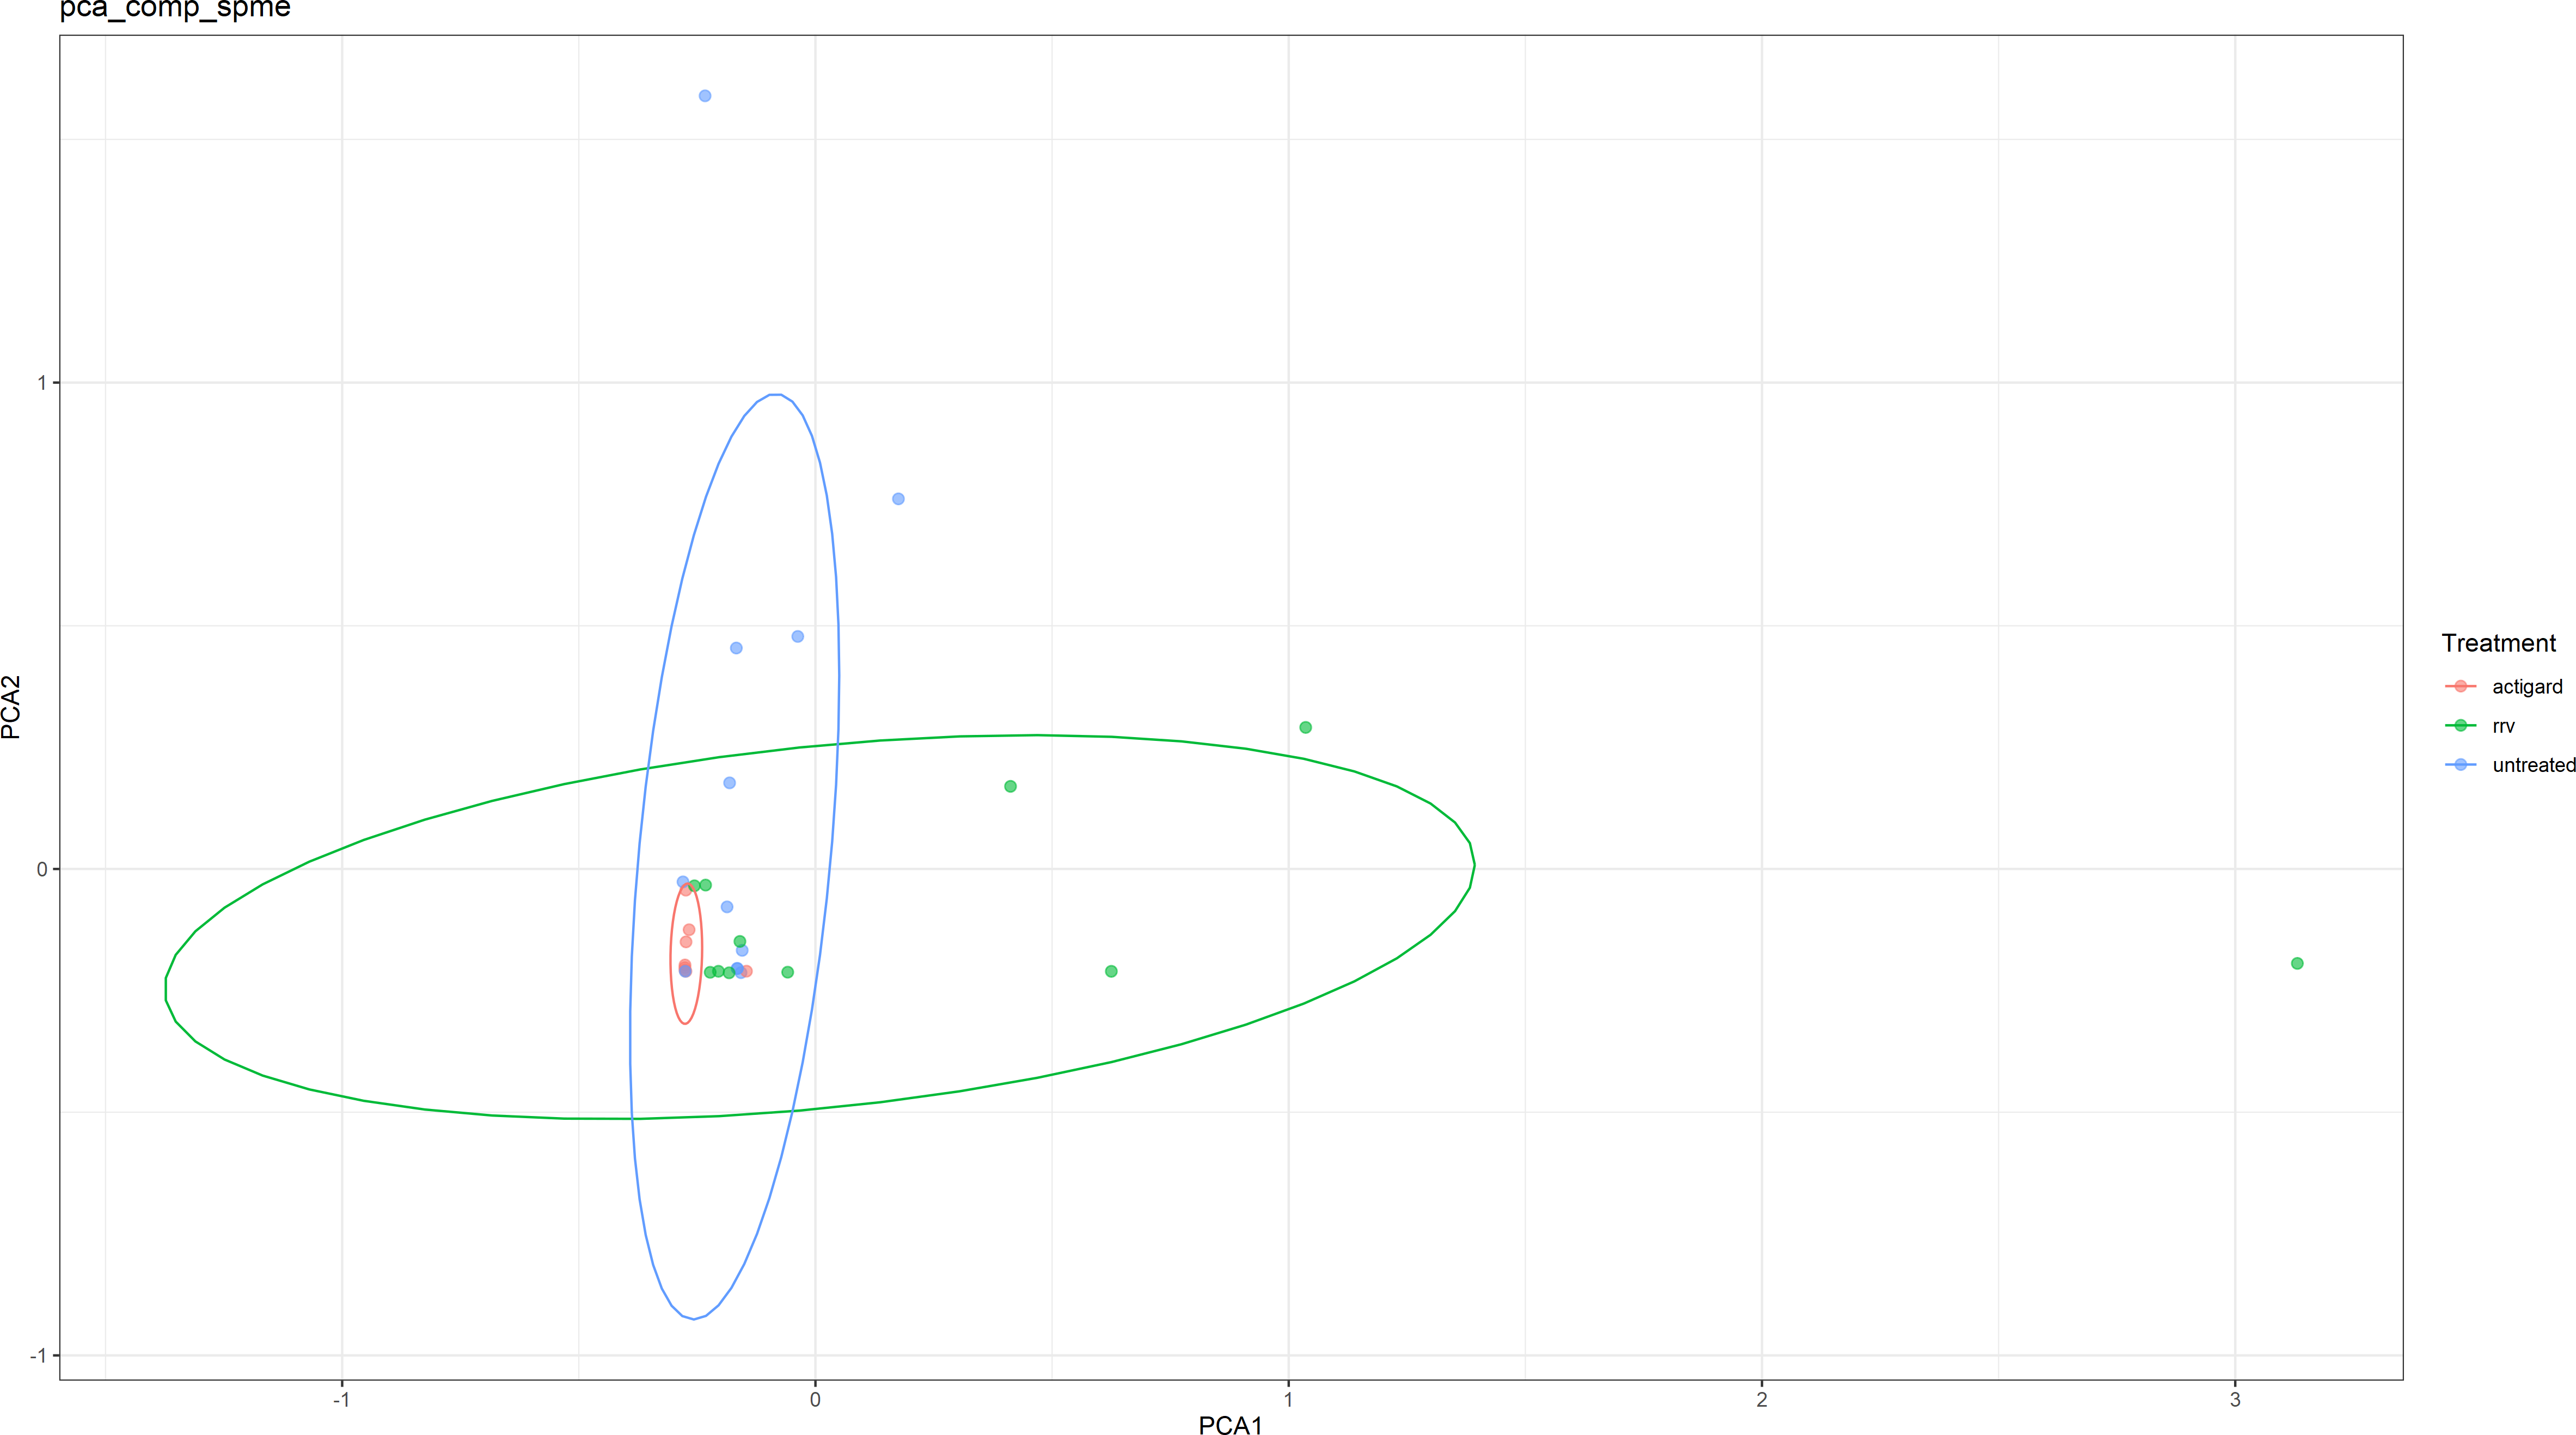 pca_comp_spme
1
0
-1
PCA2
-1
0
1
2
3
PCA1
Treatment
actigard
rrv
untreated